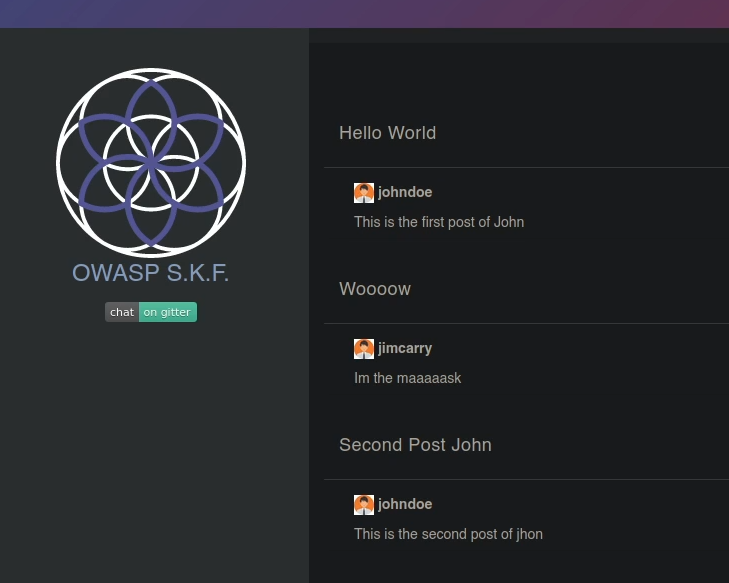 OWASP S.K.F.
chat on gitter
Hello World
johndoe
This is the first post of John
Woooow
jimcarry
Im the maaaaask
Second Post John
johndoe
This is the second post of jhon